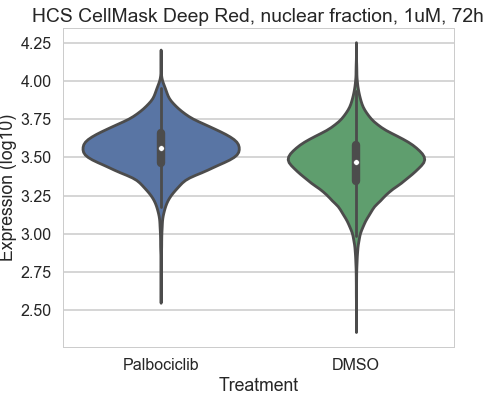 HCS CellMask Deep Red, nuclear fraction, 1uM, 72h
Expression (log10)
4.25
4.00
3.75
3.50
3.25
3.00
2.75
2.50
Palbociclib
DMSO
Treatment